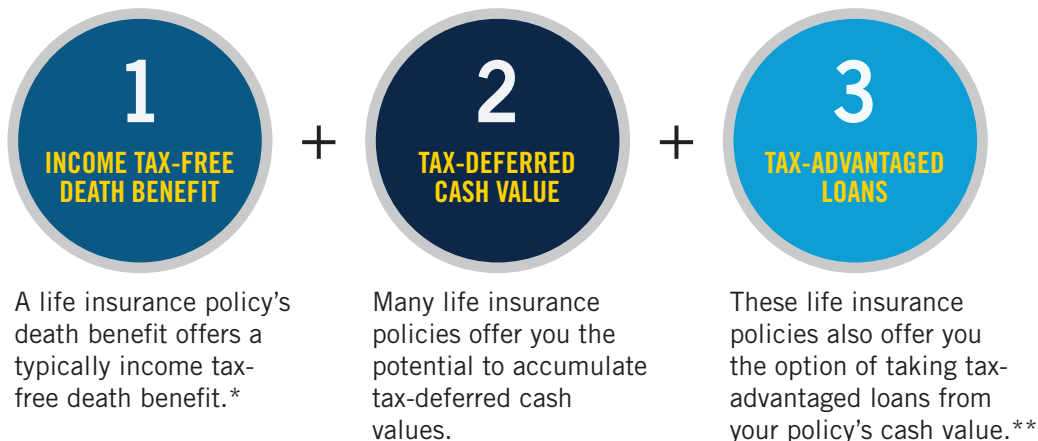 1
INCOME TAX-FREE
DEATH BENEFIT
+
2
TAX-DEFERRED
CASH VALUE
+
3
TAX-ADVANTAGED
LOANS
A life insurance policy’s
death benefit offers a
typically income tax-
free death benefit.*
Many life insurance
policies offer you the
potential to accumulate
tax-deferred cash
values.
These life insurance
policies also offer you
the option of taking tax-
advantaged loans from
your policy’s cash value.**